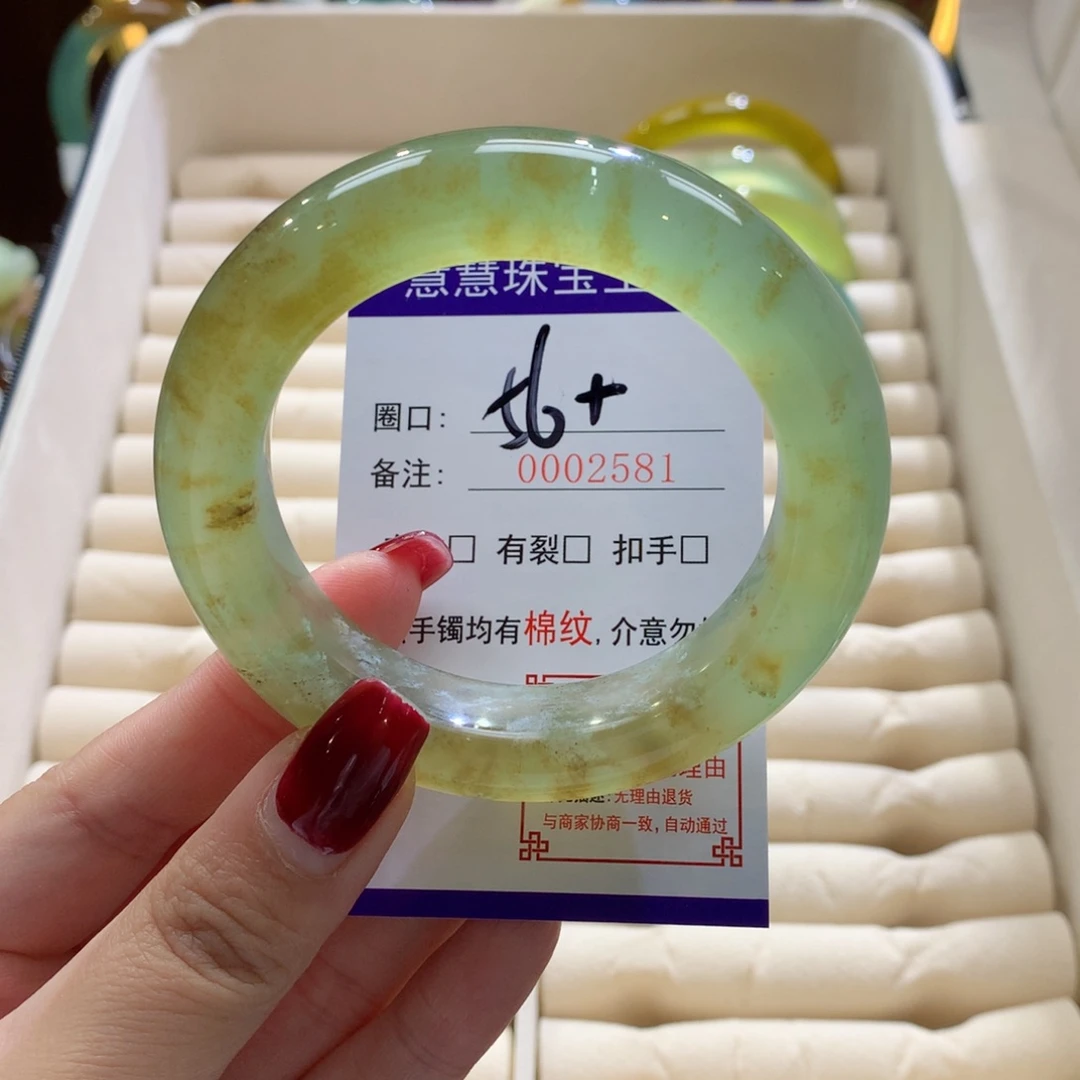 慧慧珠宝
圈口: 56+
备注: 0002581
□ 有裂□ 扣手□
手镯均有棉纹, 介意勿
理由
无理由退货
与商家协商一致, 自动通过